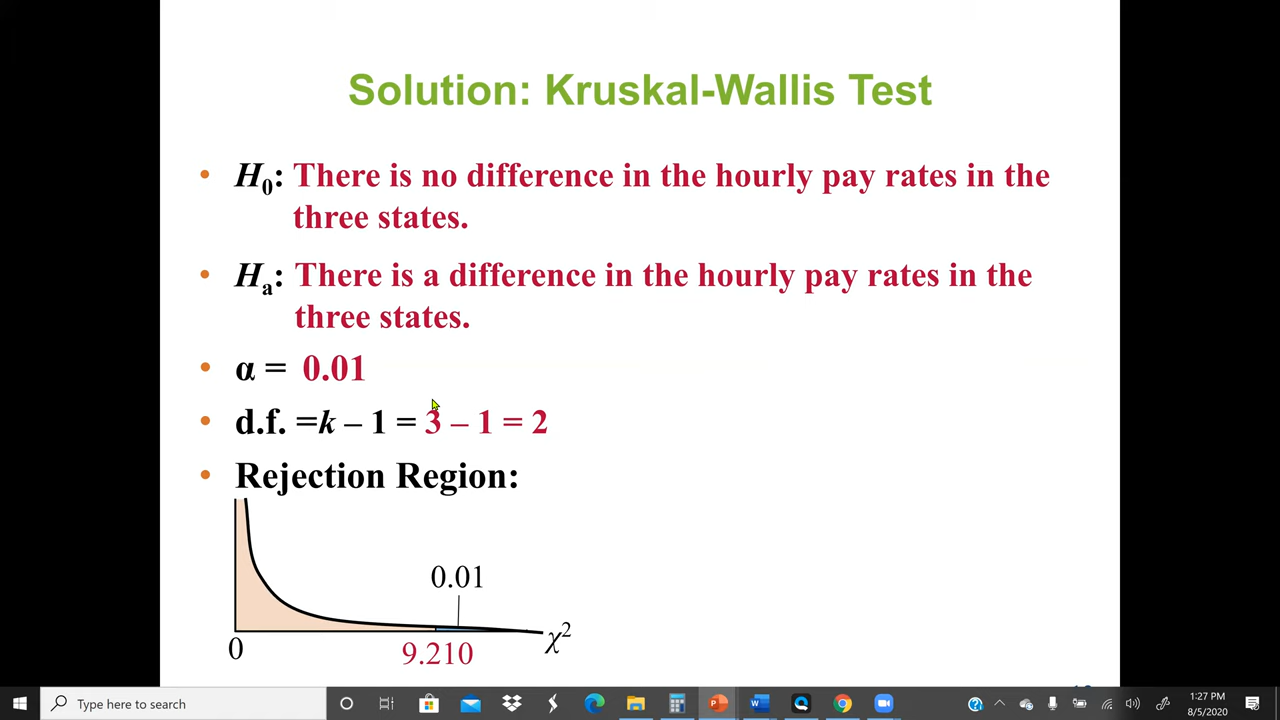 Solution: Kruskal-Wallis Test
• H0: There is no difference in the hourly pay rates in the
three states.
• Ha: There is a difference in the hourly pay rates in the
three states.
• α = 0.01
• d.f. =k – 1 = 3 – 1 = 2
• Rejection Region:
0.01
χ2
0
9.210
Type here to search
1:27 PM
8/5/2020